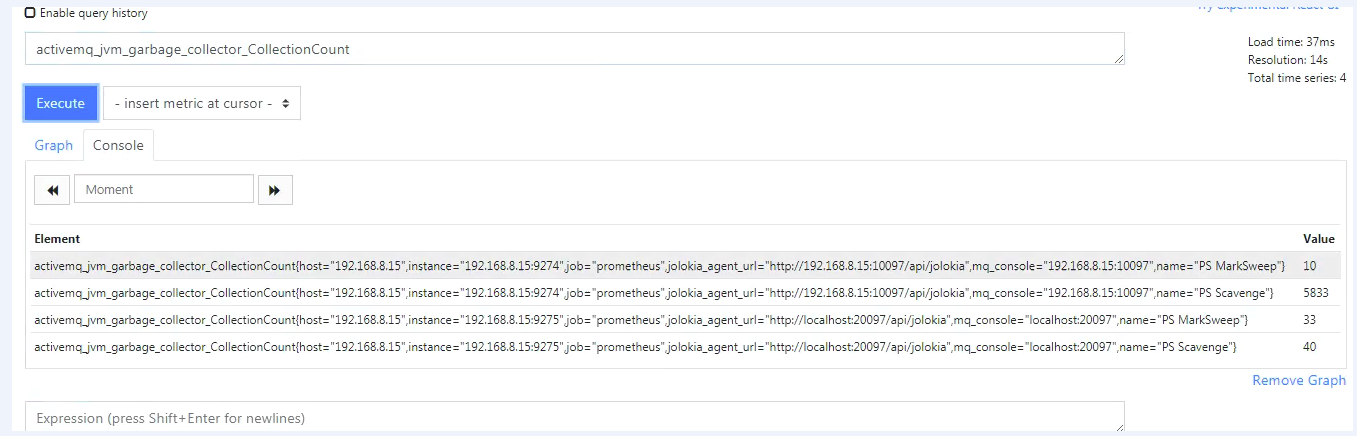 Try experimental React UI
Enable query history
activemq_jvm_garbage_collector_CollectionCount
Load time: 37ms
Resolution: 14s
Total time series: 4
Execute
- insert metric at cursor -
Graph
Console
Moment
Element Value
activemq_jvm_garbage_collector_CollectionCount{host="192.168.8.15",instance="192.168.8.15:9274",job="prometheus",jolokia_agent_url="http://192.168.8.15:10097/api/jolokia",mq_console="192.168.8.15:10097",name="PS MarkSweep"} 10
activemq_jvm_garbage_collector_CollectionCount{host="192.168.8.15",instance="192.168.8.15:9274",job="prometheus",jolokia_agent_url="http://192.168.8.15:10097/api/jolokia",mq_console="192.168.8.15:10097",name="PS Scavenge"} 5833
activemq_jvm_garbage_collector_CollectionCount{host="192.168.8.15",instance="192.168.8.15:9275",job="prometheus",jolokia_agent_url="http://localhost:20097/api/jolokia",mq_console="localhost:20097",name="PS MarkSweep"} 33
activemq_jvm_garbage_collector_CollectionCount{host="192.168.8.15",instance="192.168.8.15:9275",job="prometheus",jolokia_agent_url="http://localhost:20097/api/jolokia",mq_console="localhost:20097",name="PS Scavenge"} 40
Remove Graph
Expression (press Shift+Enter for newlines)